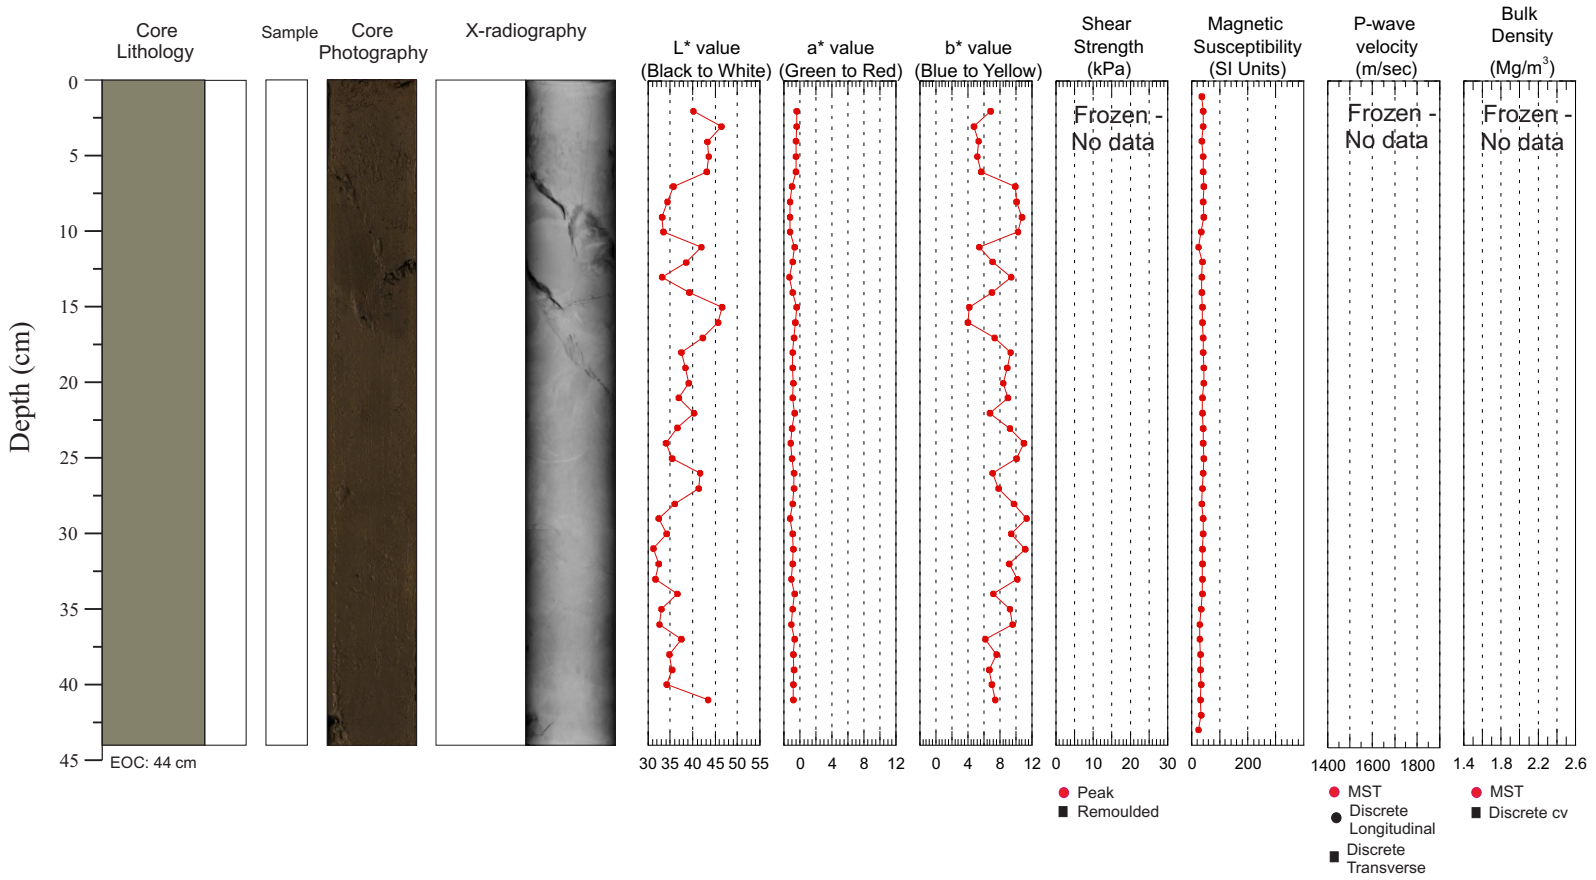 Core
Lithology
Sample
Core
Photography
X-radiography
L* value
(Black to White)
a* value
(Green to Red)
b* value
(Blue to Yellow)
Shear
Strength
(kPa)
Magnetic
Susceptibility
(SI Units)
P-wave
velocity
(m/sec)
Bulk
Density
(Mg/m³)
Depth (cm)
0
5
10
15
20
25
30
35
40
45
Frozen -
No data
Frozen -
No data
Frozen -
No data
EOC: 44 cm
30 35 40 45 50 55
0 4 8 12
0 4 8 12
0 10 20 30
0 200
1400 1600 1800
1.4 1.8 2.2 2.6
Peak
Remoulded
MST
Discrete
Longitudinal
Discrete
Transverse
MST
Discrete cv